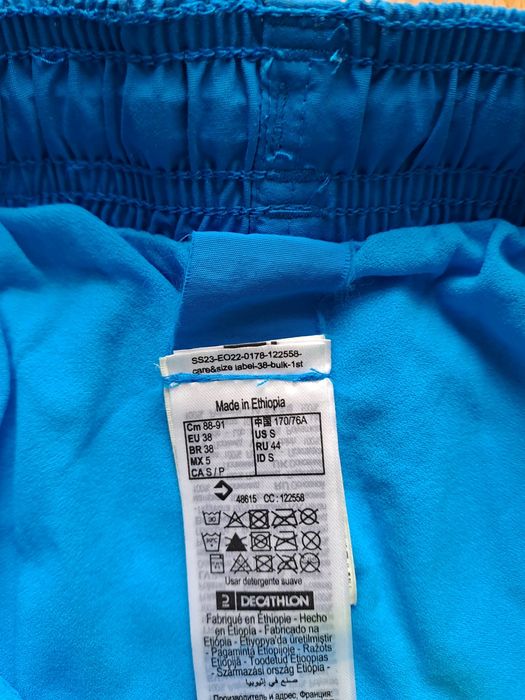 SS23-EO22-0178-122558-
care&size label-38-bulk-1st
Made in Ethiopia
Cm 88-91
EU 38
BR 38
MX 5
CA S / P
中国 170/76A
US S
RU 44
ID S
48615 CC : 122558
Usar detergente suave
DECATHLON
Fabriqué en Éthiopie - Hecho
en Etiopía - Fabricado na
Etiópia - Etiyopya'da üretilmiştir
- Pagaminta Etiopijoje - Ražots
Etiopijā - Toodetud Etioopias
- Származási ország Etiópia -
صنع في إثيوبيا
Производитель и адрес, Франция: